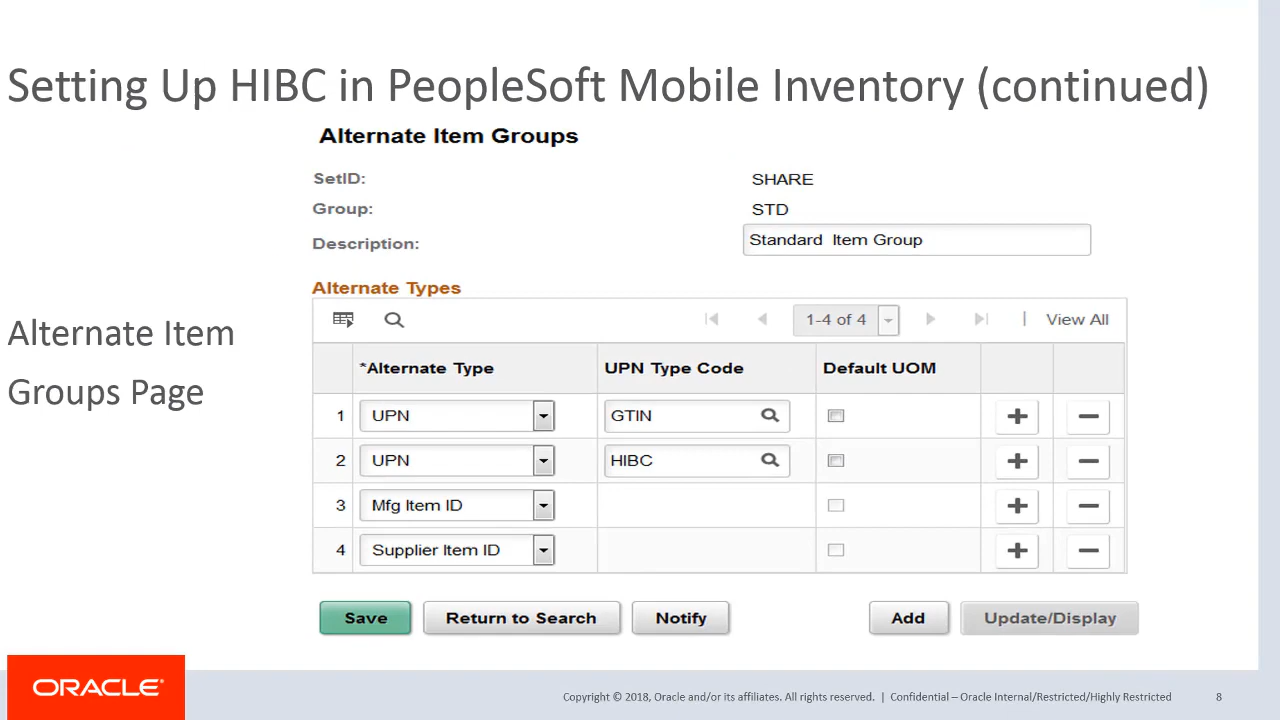 Setting Up HIBC in PeopleSoft Mobile Inventory (continued)
Alternate Item Groups
SetID: SHARE
Group: STD
Description: Standard Item Group
Alternate Types
1-4 of 4 | View All
*Alternate Type UPN Type Code Default UOM
1 UPN GTIN
2 UPN HIBC
3 Mfg Item ID
4 Supplier Item ID
Save Return to Search Notify Add Update/Display
Alternate Item
Groups Page
ORACLE®
Copyright © 2018, Oracle and/or its affiliates. All rights reserved. | Confidential – Oracle Internal/Restricted/Highly Restricted 8